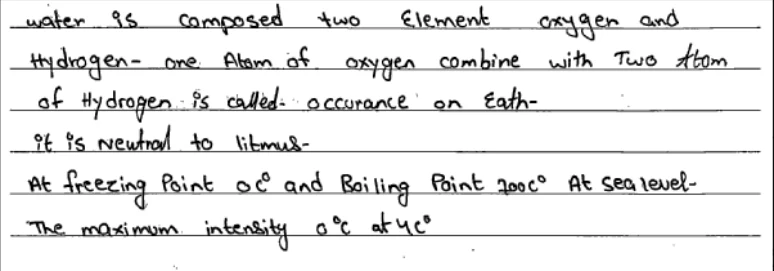 water is composed two Element oxygen and
Hydrogen- one Atom of oxygen combine with Two Atom
of Hydrogen is called. occurance on Eath-
it is Neutral to litmus-
At freezing Point 0C° and Boiling Point 100C° At sea level-
The maximum intensity 0°C at 4C°